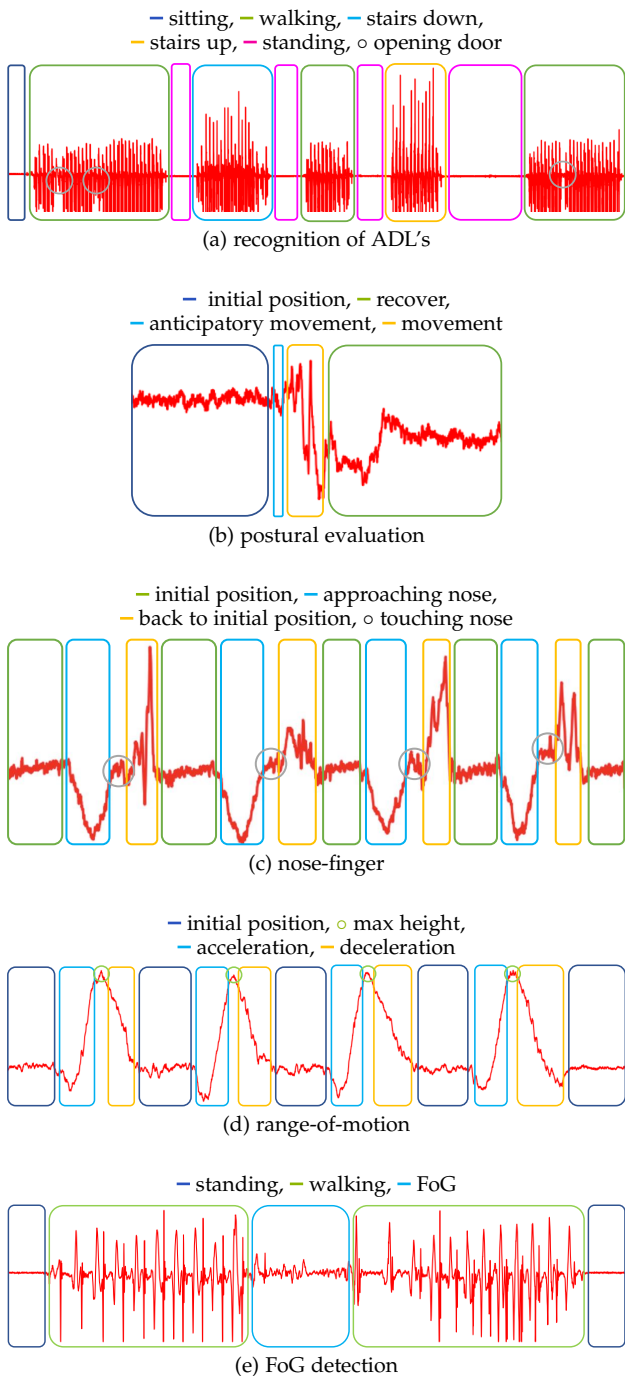 – sitting, – walking, – stairs down,
– stairs up, – standing, ○ opening door
(a) recognition of ADL's
– initial position, – recover,
– anticipatory movement, – movement
(b) postural evaluation
– initial position, – approaching nose,
– back to initial position, ○ touching nose
(c) nose-finger
– initial position, ○ max height,
– acceleration, – deceleration
(d) range-of-motion
– standing, – walking, – FoG
(e) FoG detection